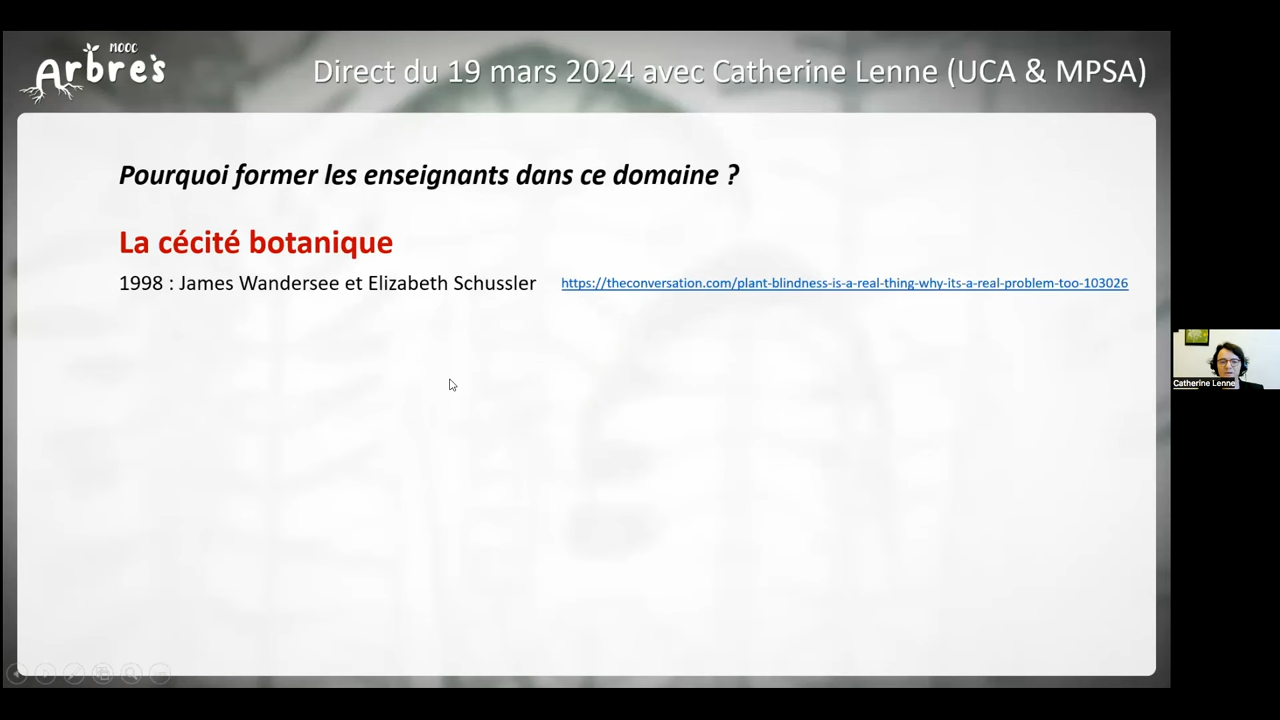 MOOC
Arbre's
Direct du 19 mars 2024 avec Catherine Lenne (UCA & MPSA)
Pourquoi former les enseignants dans ce domaine ?
La cécité botanique
1998 : James Wandersee et Elizabeth Schussler https://theconversation.com/plant-blindness-is-a-real-thing-why-its-a-real-problem-too-103026
Catherine Lenne